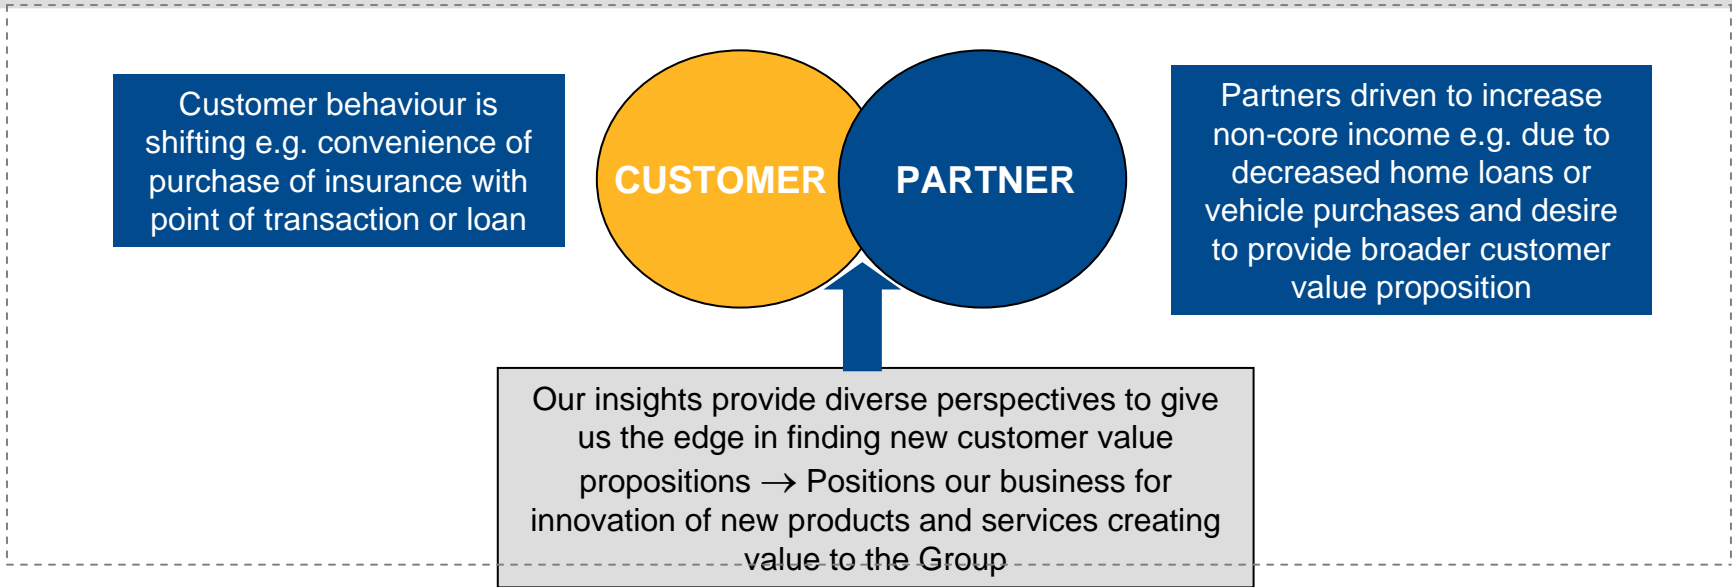 Customer behaviour is
shifting e.g. convenience of
purchase of insurance with
point of transaction or loan
CUSTOMER
PARTNER
Partners driven to increase
non-core income e.g. due to
decreased home loans or
vehicle purchases and desire
to provide broader customer
value proposition
Our insights provide diverse perspectives to give
us the edge in finding new customer value
propositions → Positions our business for
innovation of new products and services creating
value to the Group